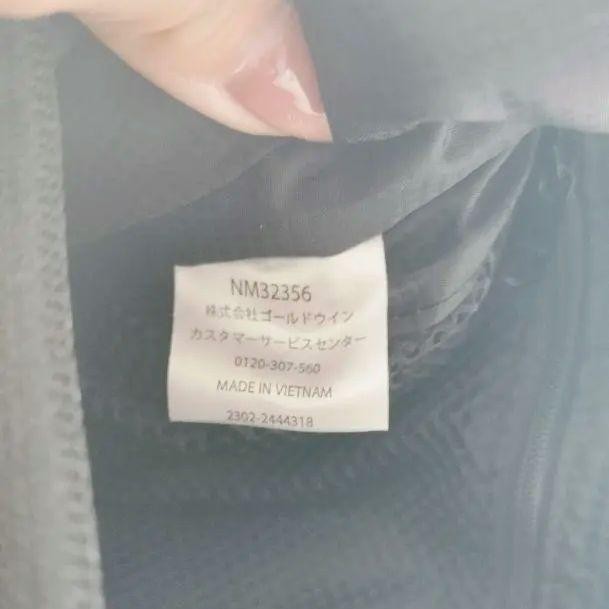 NM32356
株式会社ゴールドウイン
カスタマーサービスセンター
0120-307-560
MADE IN VIETNAM
2302-2444318